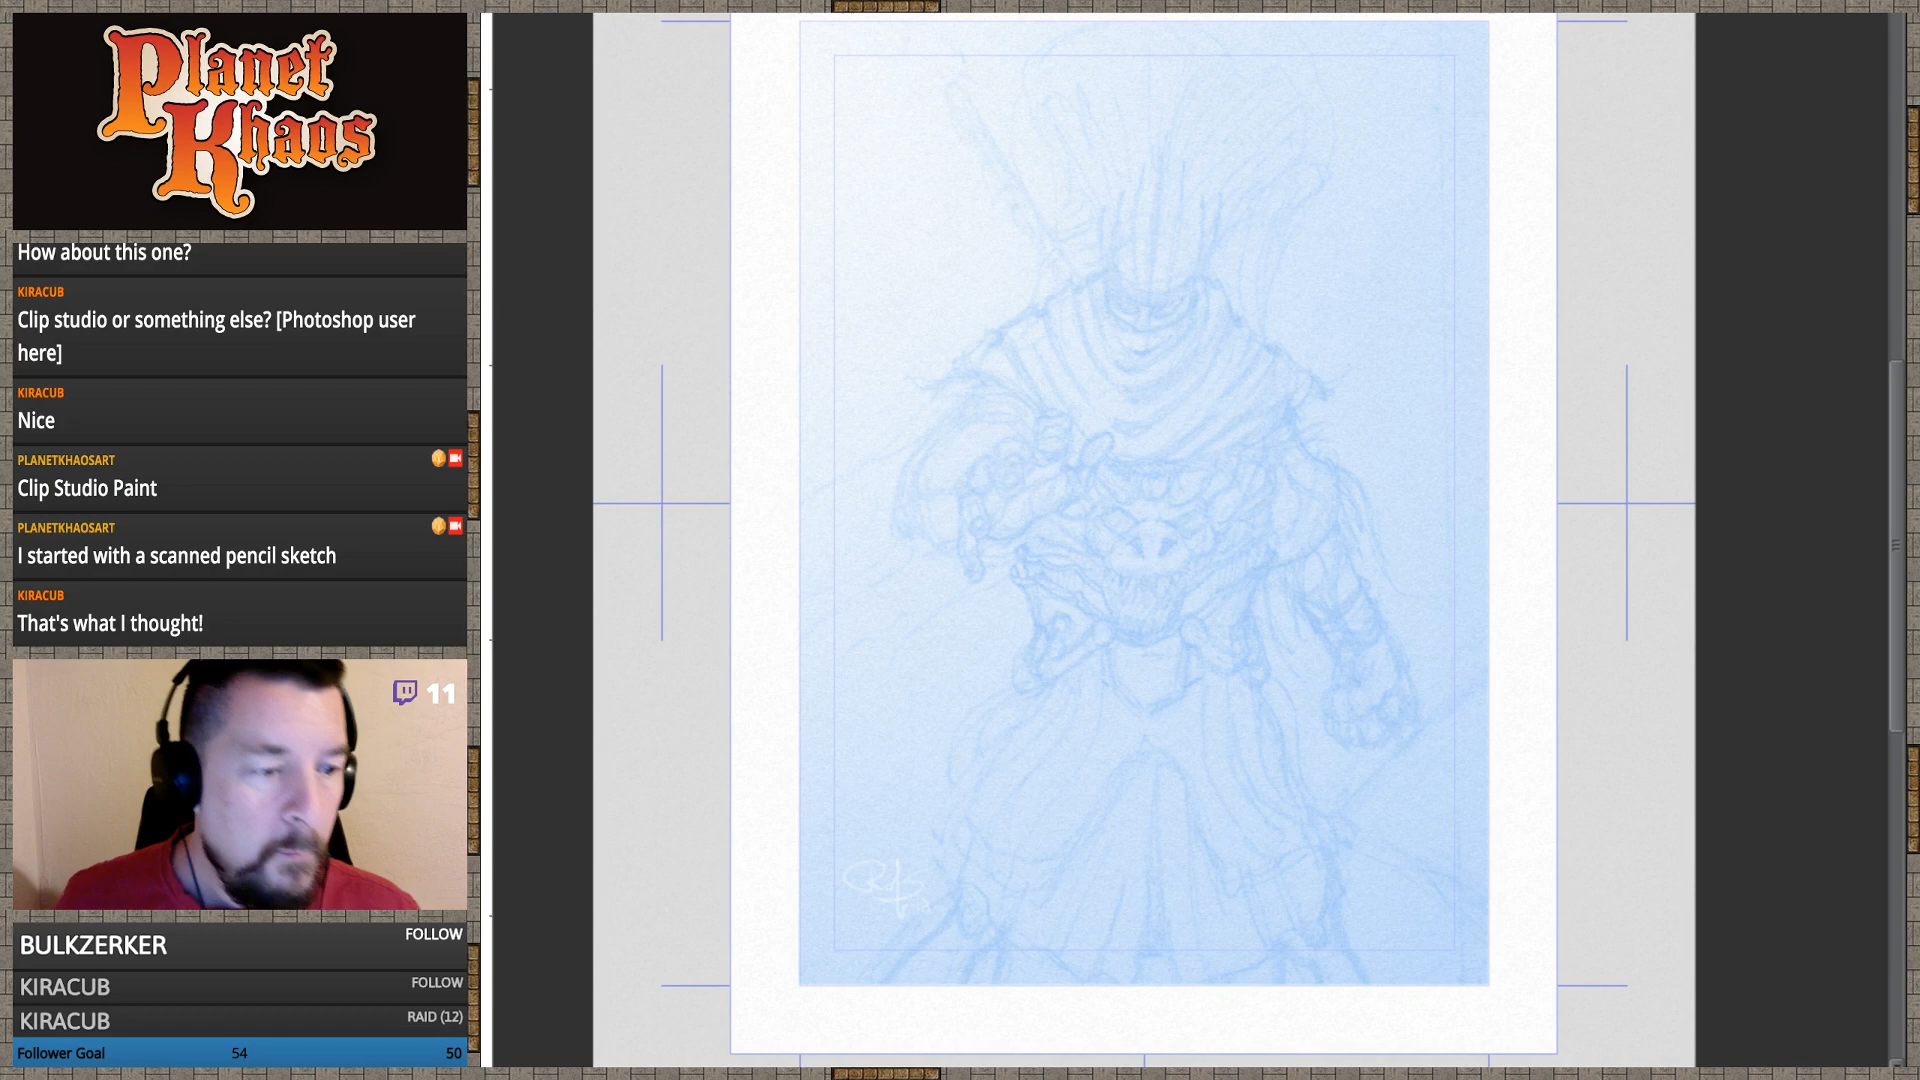 Planet
Khaos
How about this one?
KIRACUB
Clip studio or something else? [Photoshop user
here]
KIRACUB
Nice
PLANETKHAOSART
Clip Studio Paint
PLANETKHAOSART
I started with a scanned pencil sketch
KIRACUB
That's what I thought!
11
BULKZERKER FOLLOW
KIRACUB FOLLOW
KIRACUB RAID (12)
Follower Goal 54 50